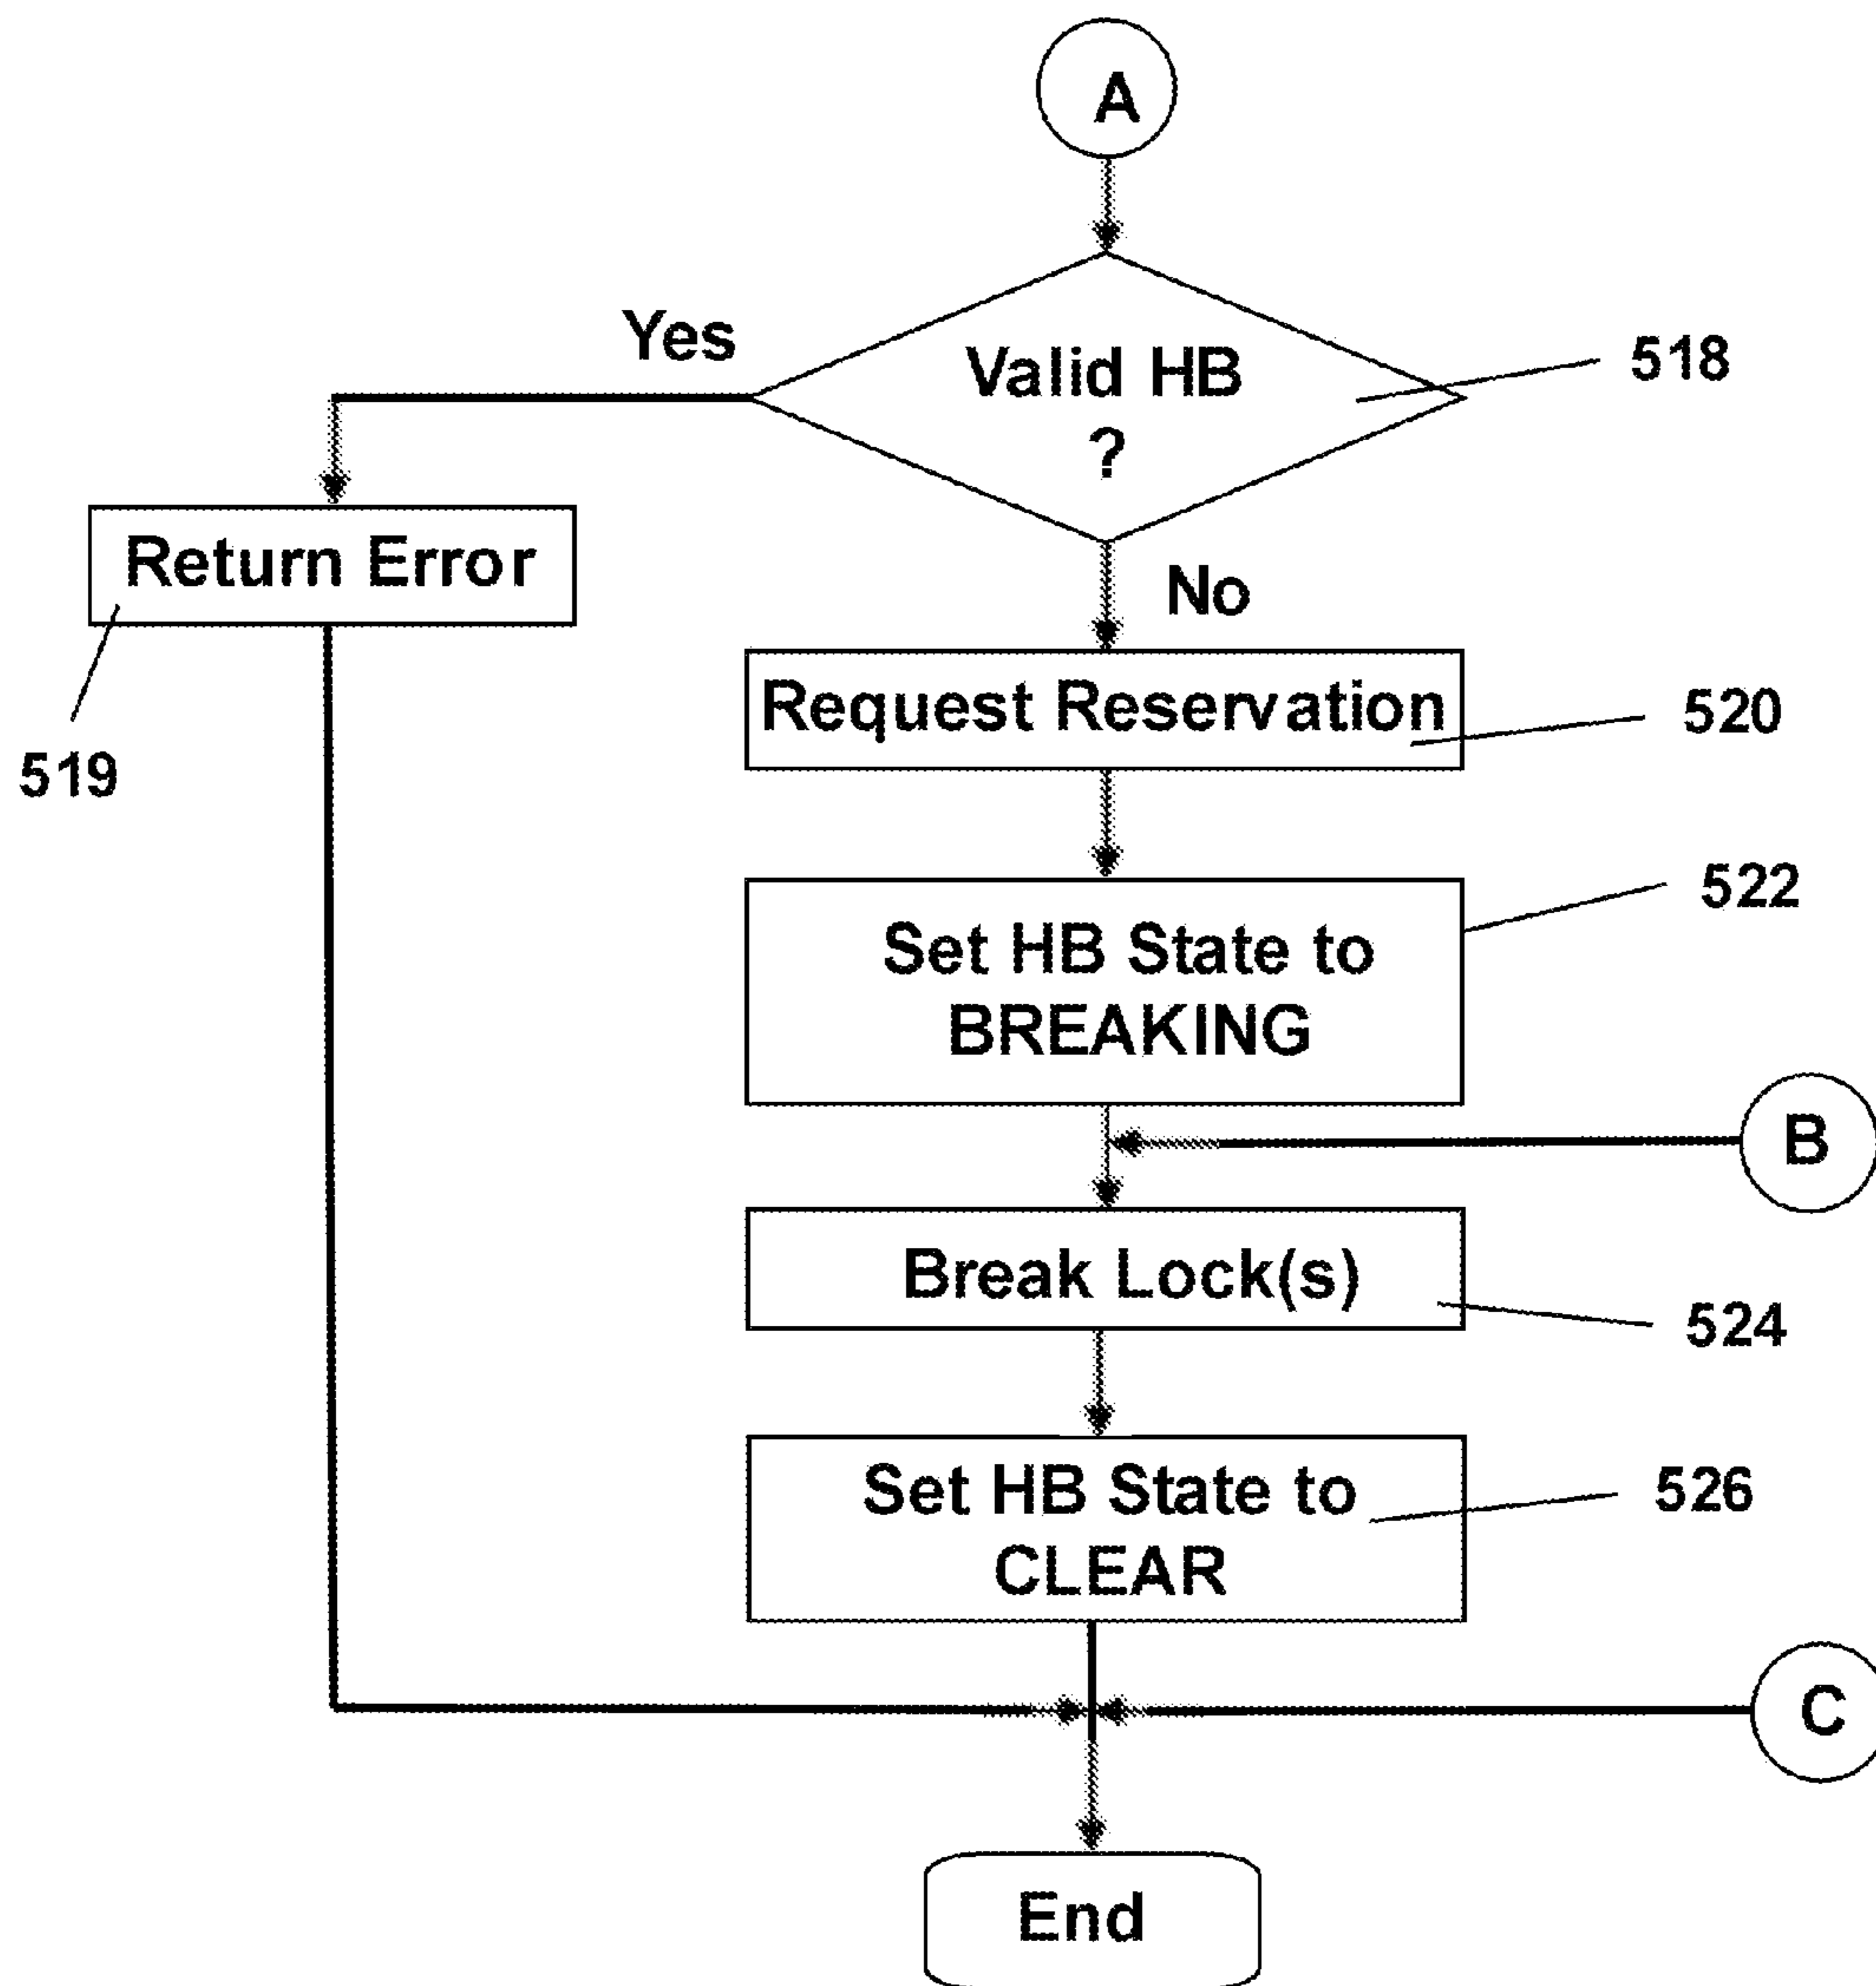 A
Yes
Valid HB
?
518
Return Error
No
519
Request Reservation
520
Set HB State to
BREAKING
522
B
Break Lock(s)
524
Set HB State to
CLEAR
526
C
End